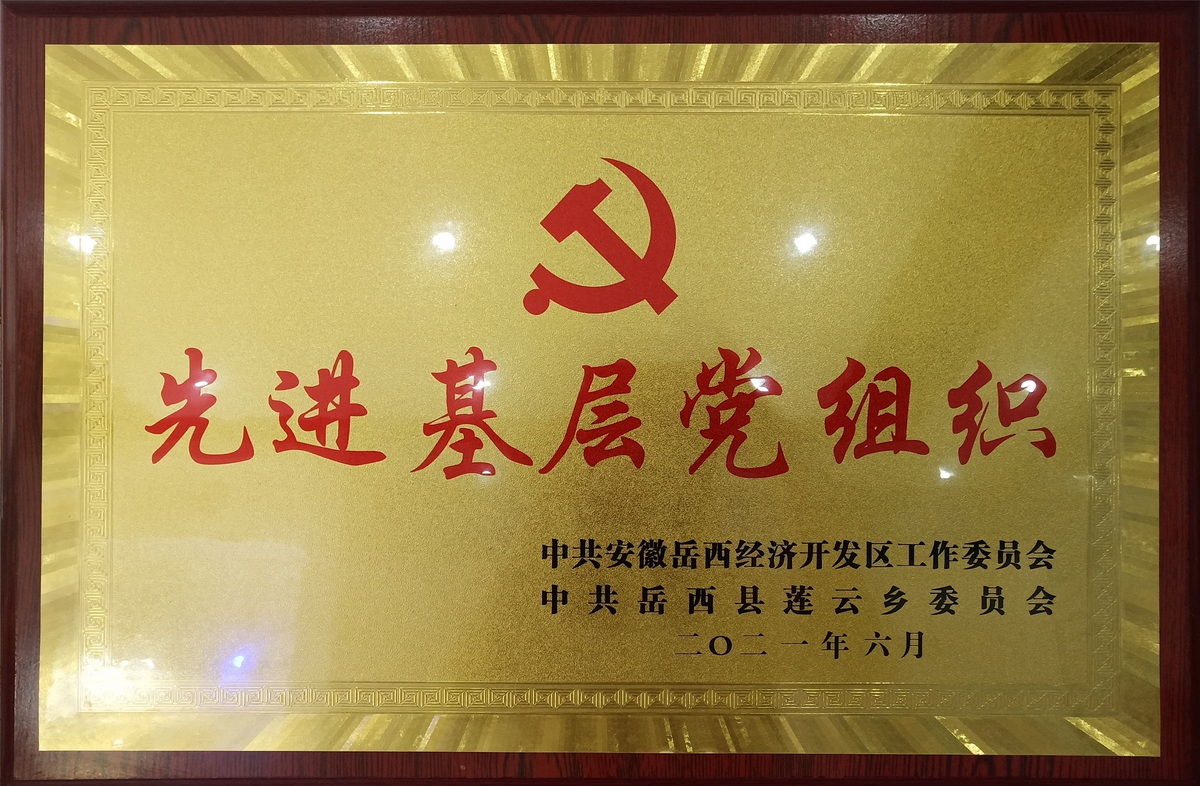 先进基层党组织
中共安徽岳西经济开发区工作委员会
中共岳西县莲云乡委员会
二〇二一年六月